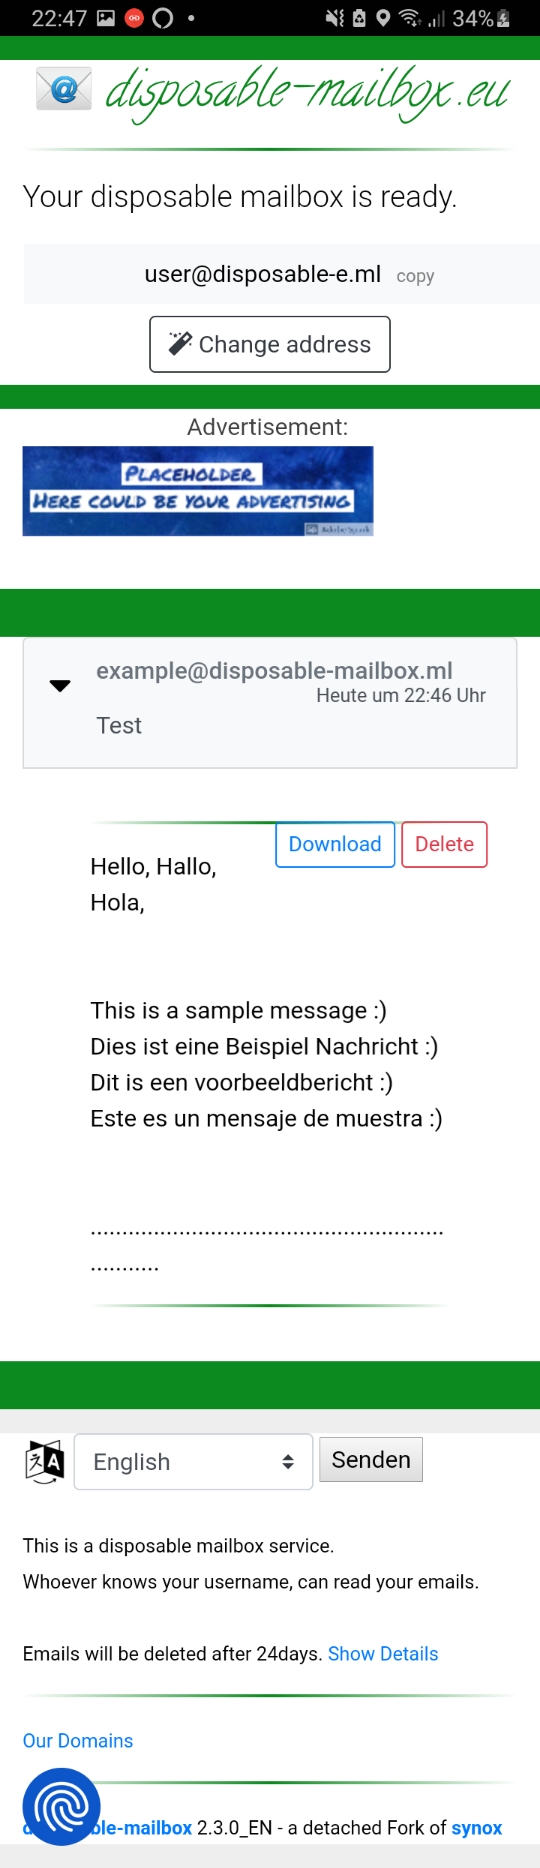 22:47
34%
disposable-mailbox.eu
Your disposable mailbox is ready.
user@disposable-e.ml copy
Change address
Advertisement:
PLACEHOLDER
HERE COULD BE YOUR ADVERTISING
example@disposable-mailbox.ml
Heute um 22:46 Uhr
Test
Download Delete
Hello, Hallo,
Hola,
This is a sample message :)
Dies ist eine Beispiel Nachricht :)
Dit is een voorbeeldbericht :)
Este es un mensaje de muestra :)
........................................................
...........
English Senden
This is a disposable mailbox service.
Whoever knows your username, can read your emails.
Emails will be deleted after 24days. Show Details
Our Domains
ble-mailbox 2.3.0_EN - a detached Fork of synox